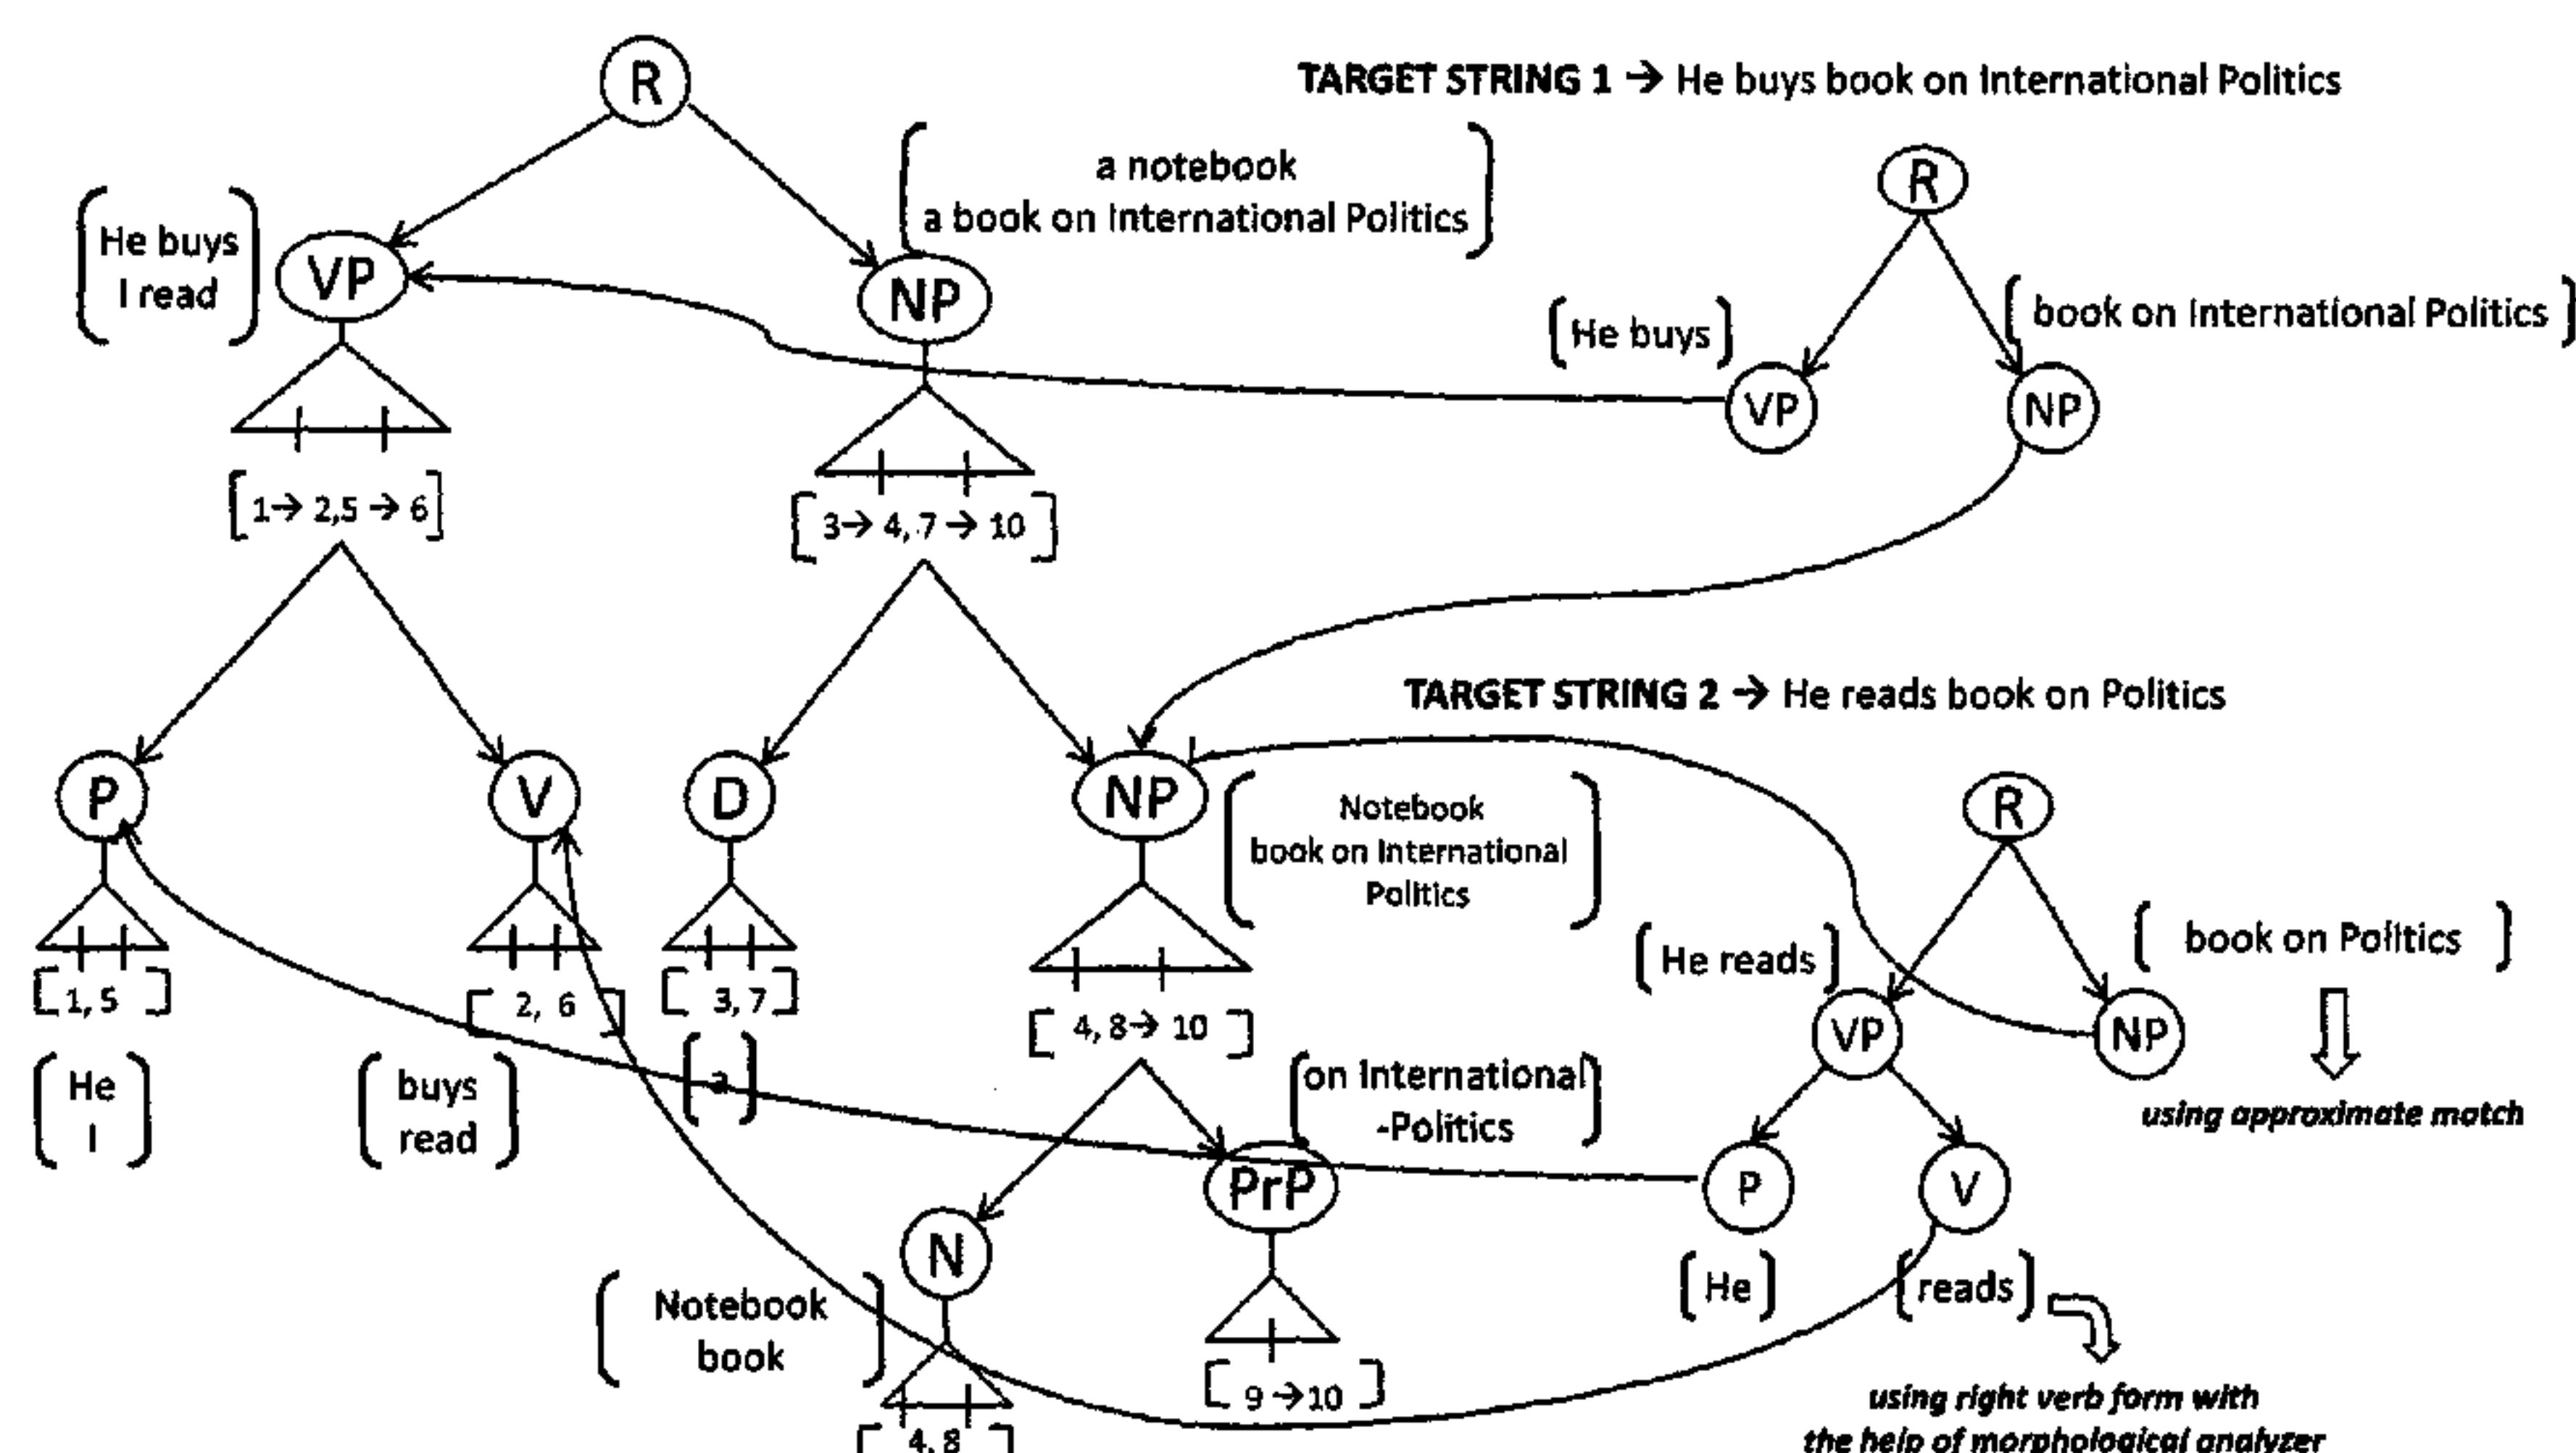 R
TARGET STRING 1 → He buys book on International Politics
a notebook
a book on International Politics
R
He buys
I read
VP
NP
He buys
book on International Politics
VP
NP
1→ 2,5 → 6
3→ 4, 7 → 10
TARGET STRING 2 → He reads book on Politics
P
V
D
NP
Notebook
book on International
Politics
R
He reads
book on Politics
1, 5
2, 6
3, 7
4, 8→ 10
VP
NP
He
I
buys
read
a
on International
-Politics
using approximate match
PrP
P
V
N
He
reads
Notebook
book
9 →10
4, 8
using right verb form with
the help of morphological analyzer